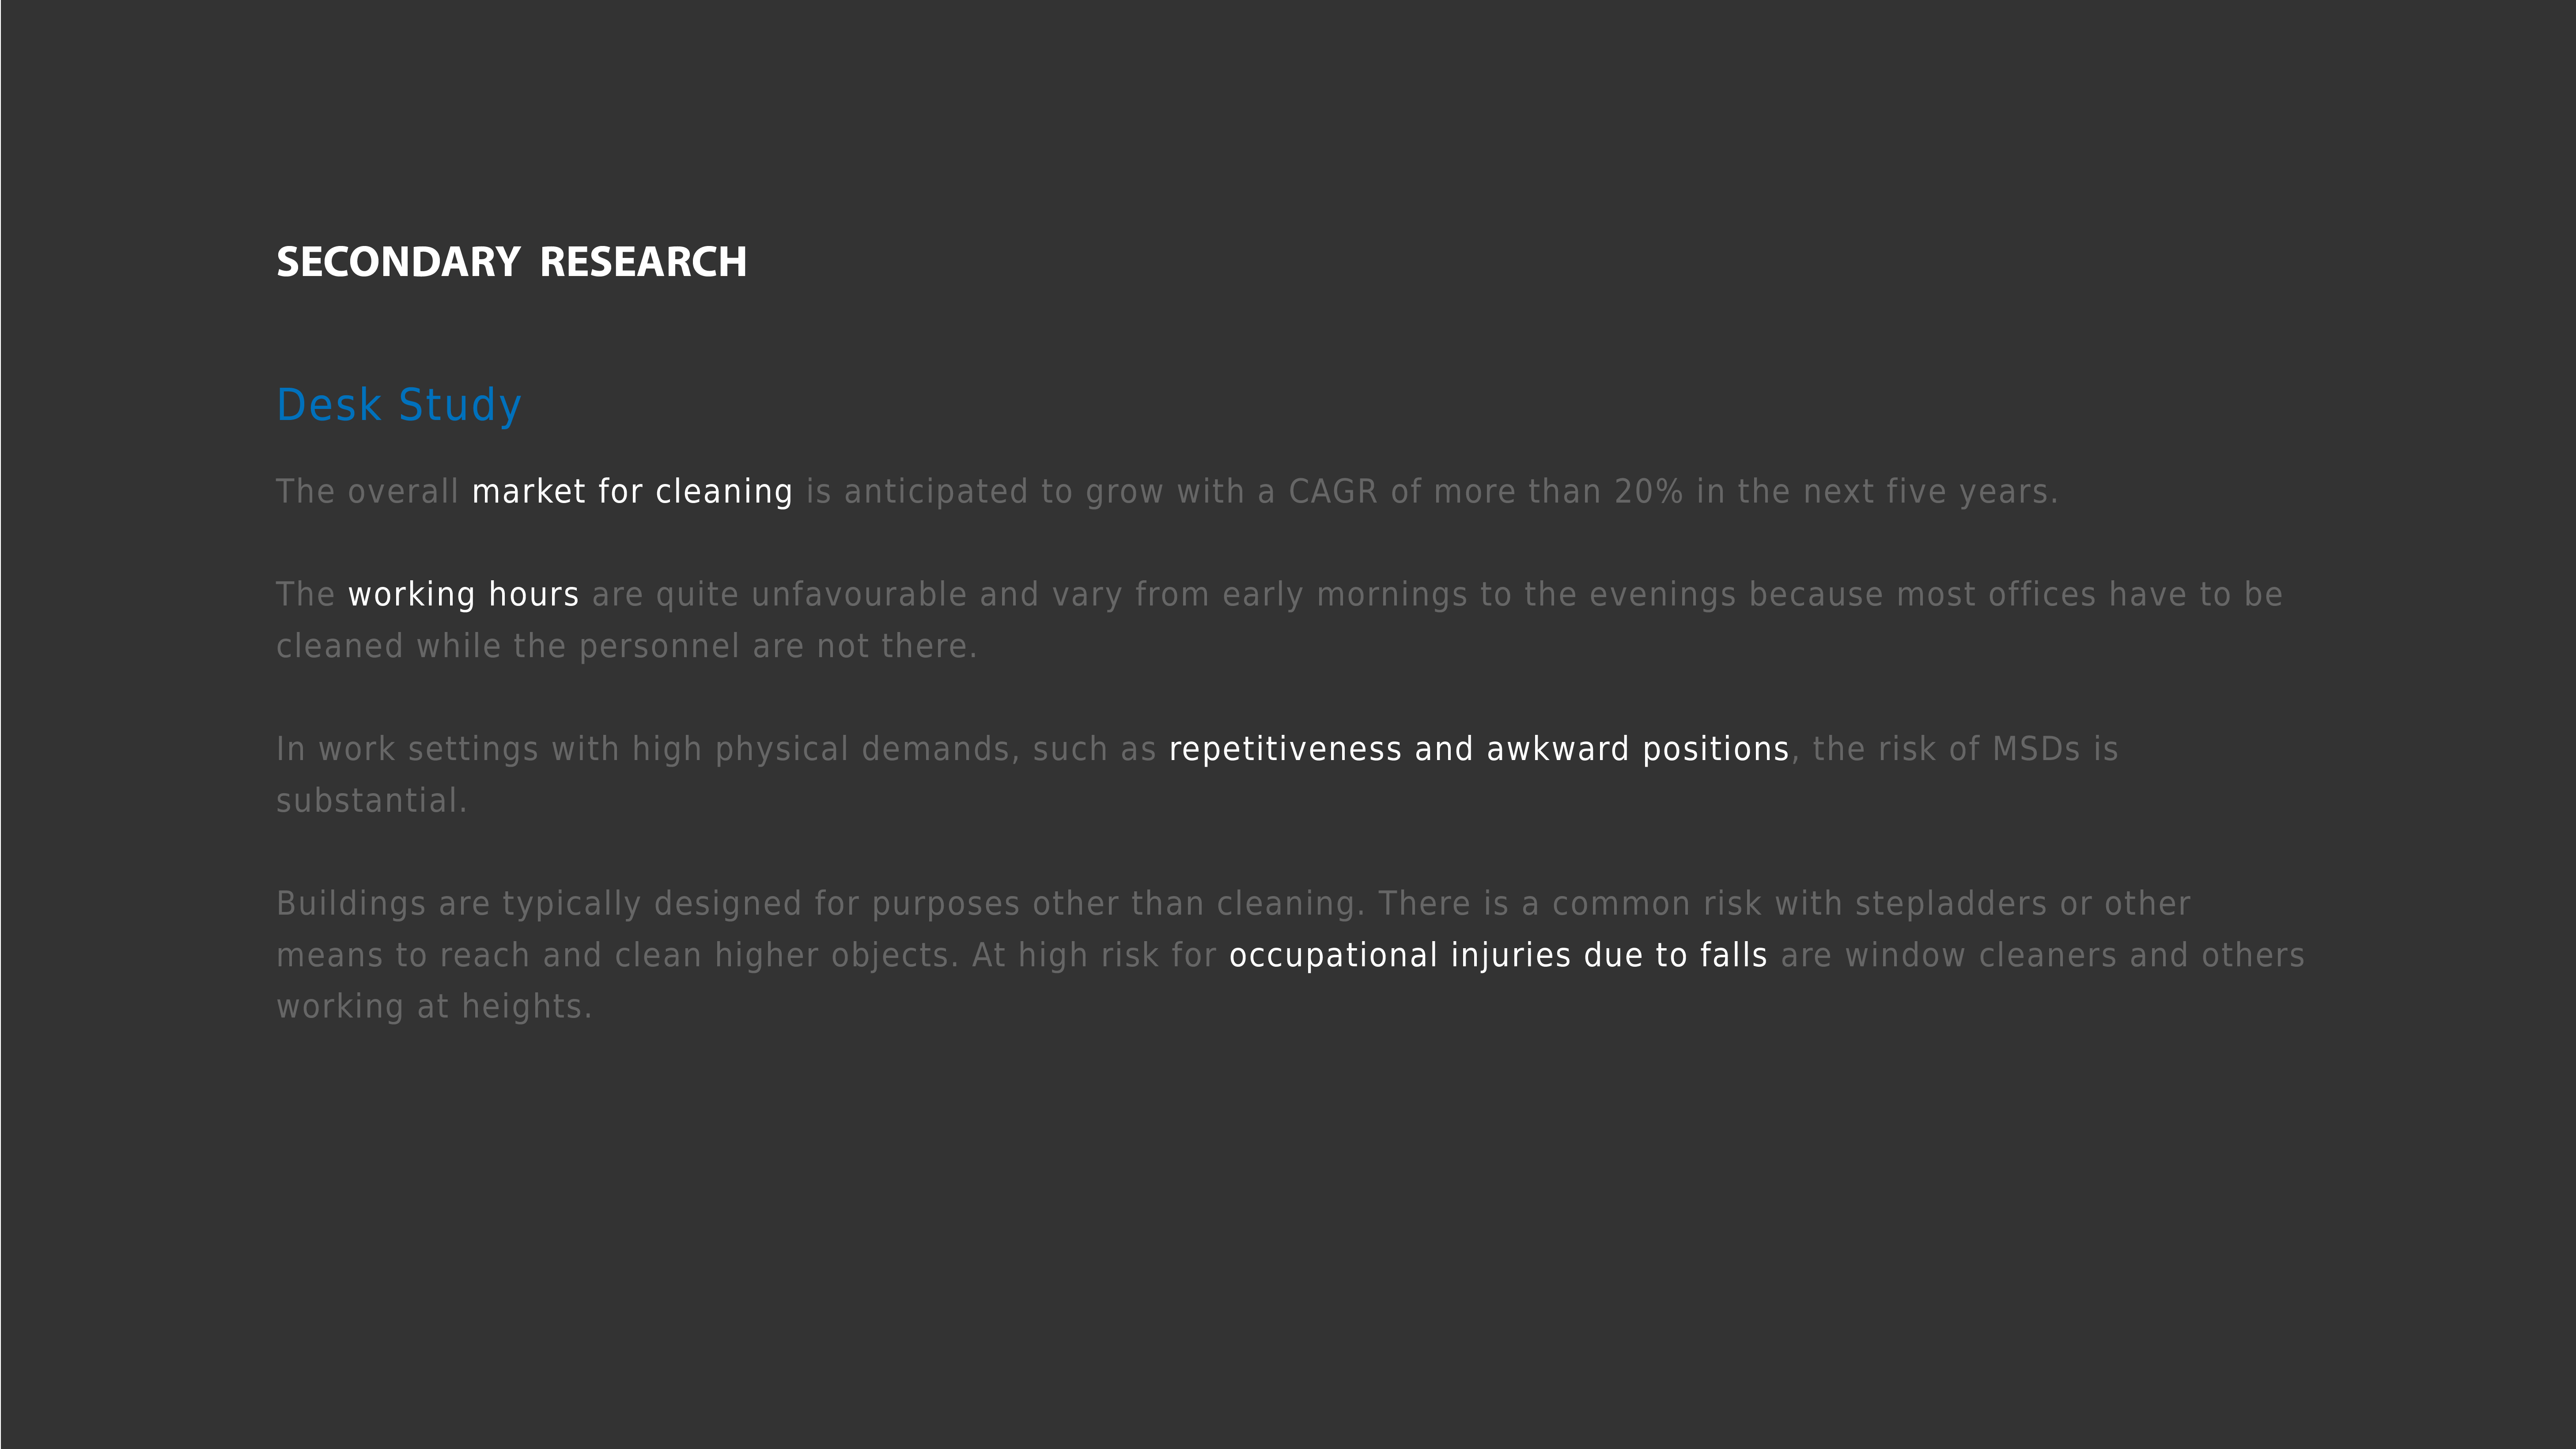 SECONDARY RESEARCH
Desk Study
The overall market for cleaning is anticipated to grow with a CAGR of more than 20% in the next five years.
The working hours are quite unfavourable and vary from early mornings to the evenings because most offices have to be
cleaned while the personnel are not there.
In work settings with high physical demands, such as repetitiveness and awkward positions, the risk of MSDs is
substantial.
Buildings are typically designed for purposes other than cleaning. There is a common risk with stepladders or other
means to reach and clean higher objects. At high risk for occupational injuries due to falls are window cleaners and others
working at heights.